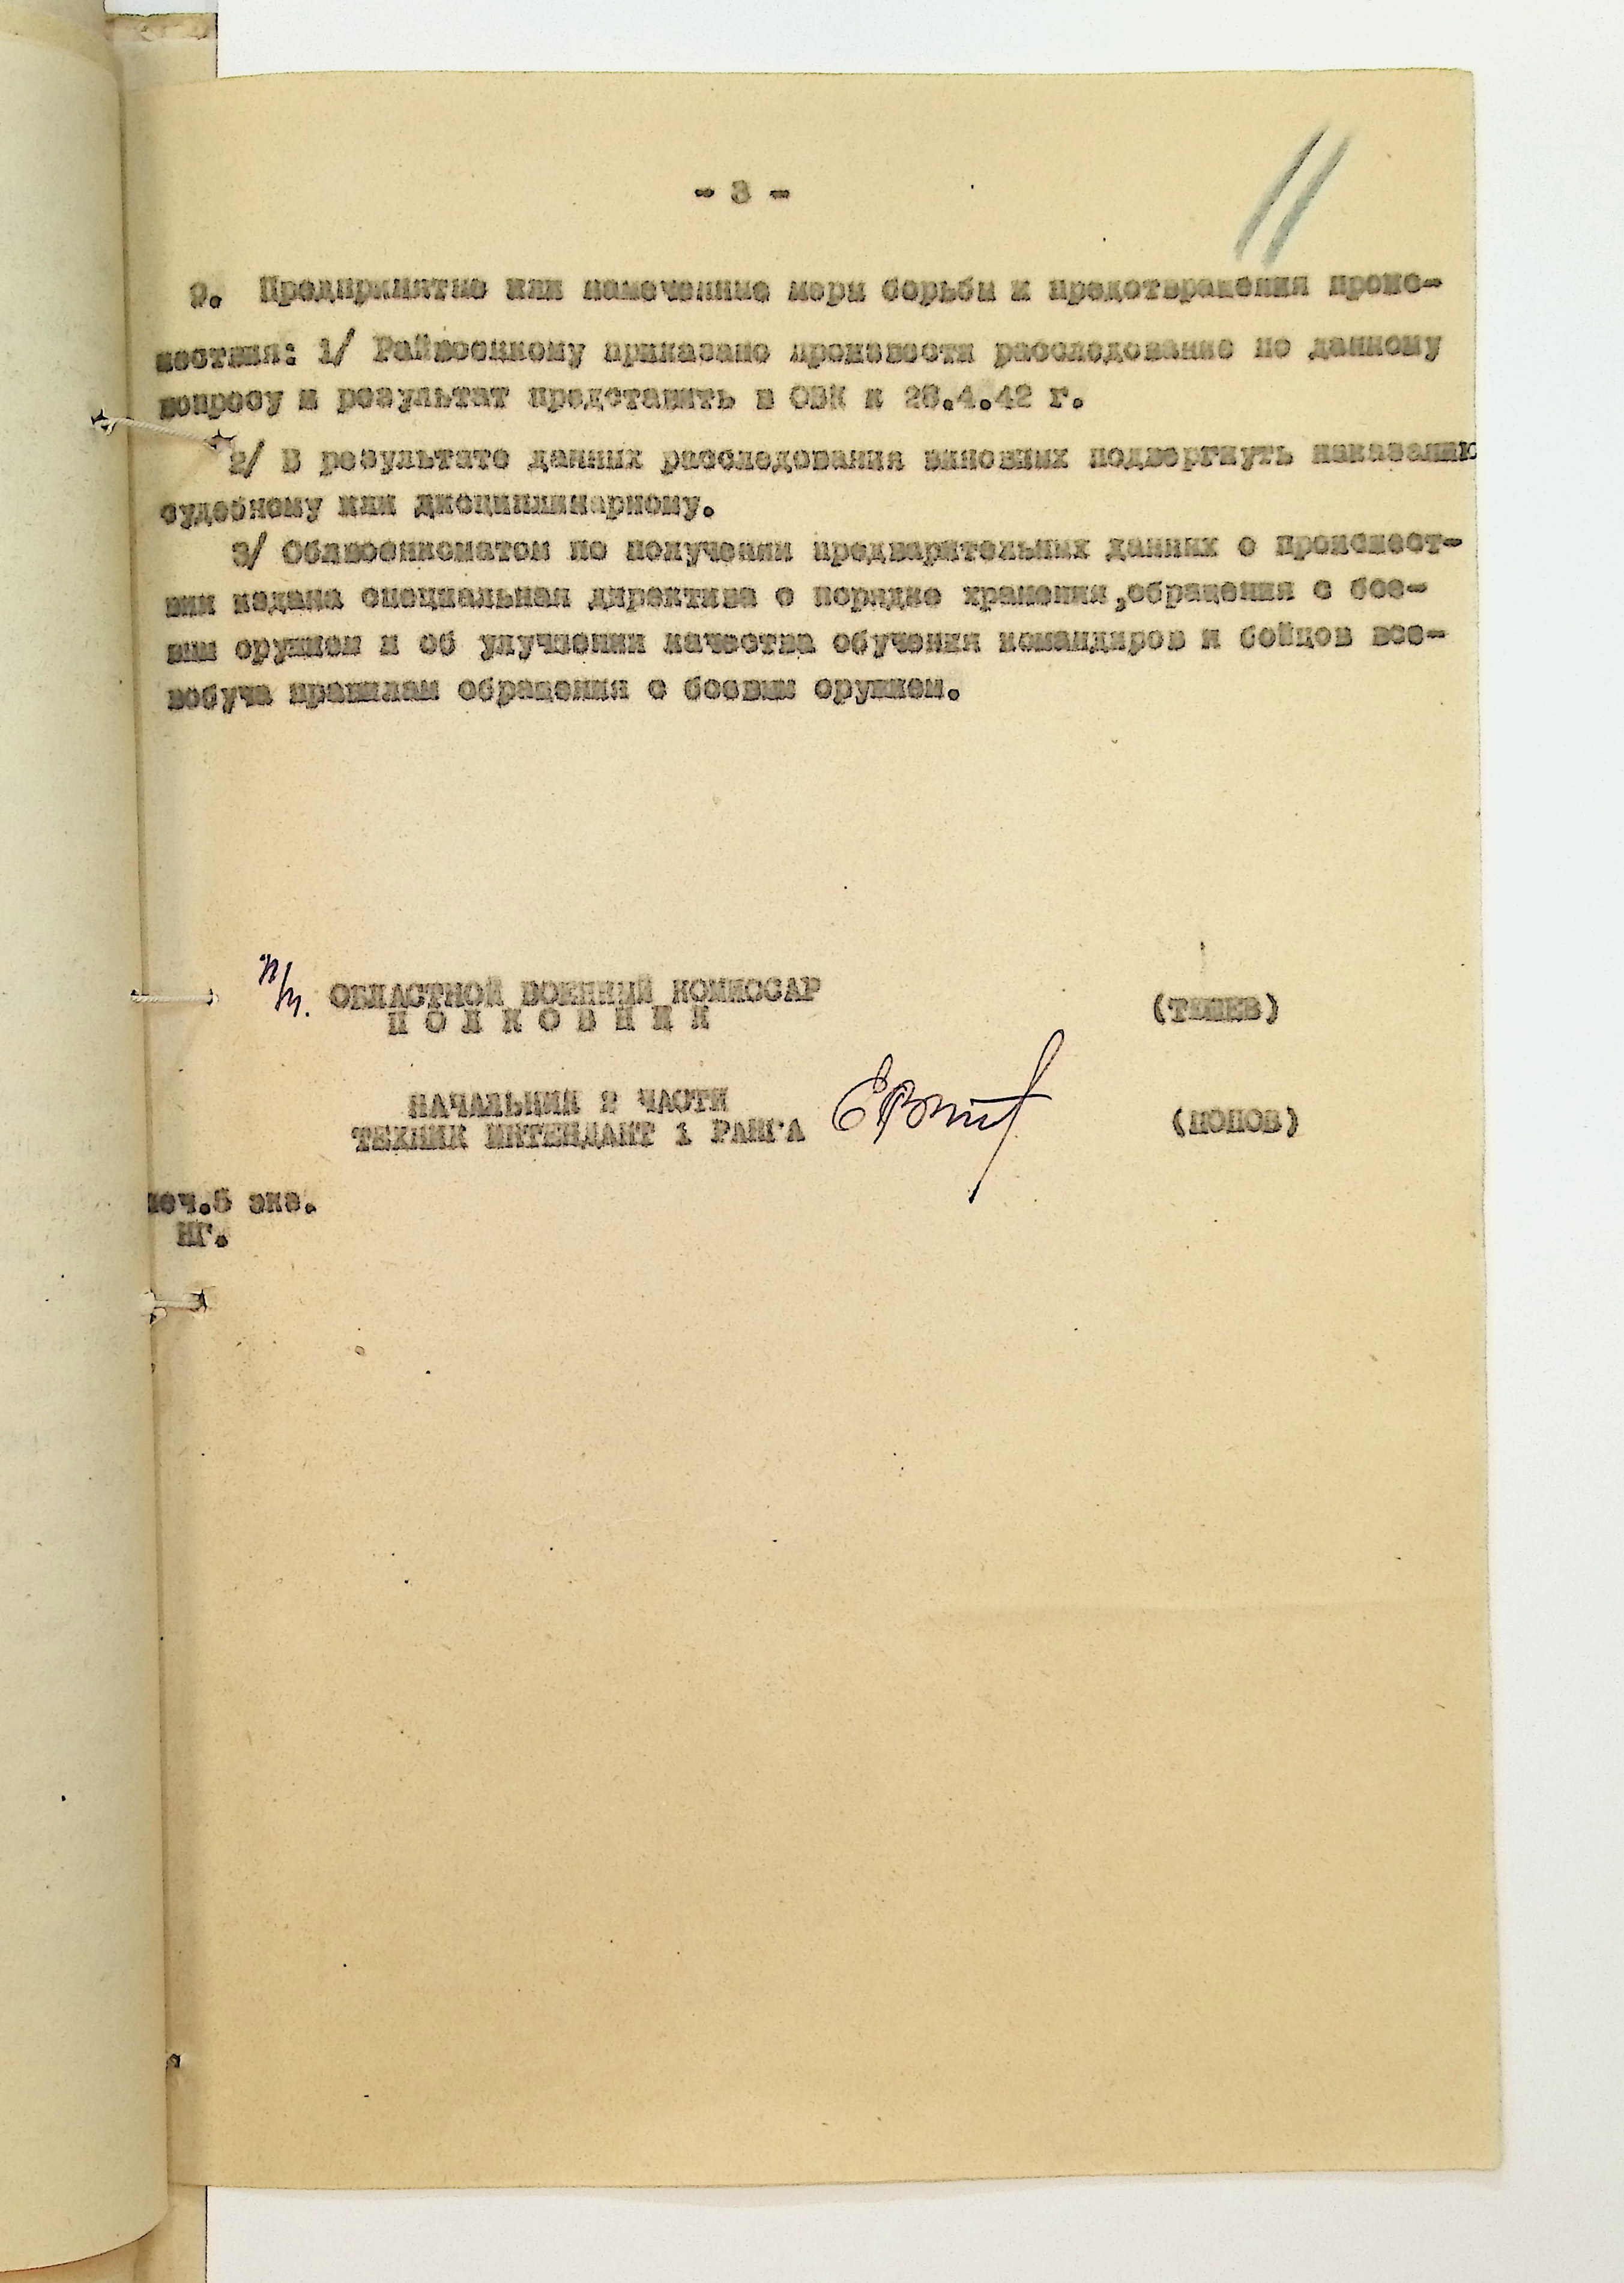 11
- 3 -
9. Предпринятые или намеченные меры борьбы и предотвращения проис-
шествия: 1/ Райвоенкому приказано произвести расследование по данному
вопросу и результат представить в ОВК к 28.4.42 г.
2/ В результате данных расследования виновных подвергнуть наказанию
судебному или дисциплинарному.
3/ Облвоенкоматом по получении предварительных данных о происшест-
вии издана специальная директива о порядке хранения,обращения с бое-
вым оружием и об улучшении качества обучения командиров и бойцов все-
вобуча правилам обращения с боевым оружием.
п/п. ОБЛАСТНОЙ ВОЕННЫЙ КОМИССАР
П О Л К О В Н И К
НАЧАЛЬНИК 2 ЧАСТИ
ТЕХНИК ИНТЕНДАНТ 1 РАНГА (ПОПОВ)
печ.5 экз.
НГ.